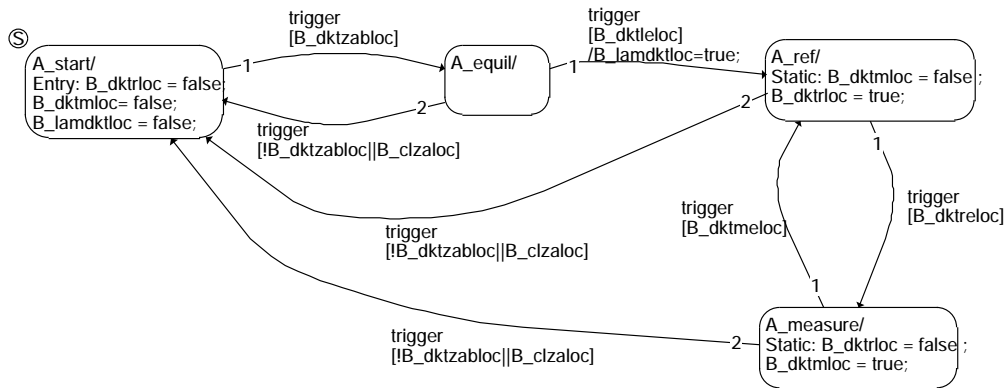 trigger
[B_dktzabloc]
trigger
[B_dktleloc]
/B_lamdktloc=true;
S
A_start/
Entry: B_dktrloc = false;
B_dktmloc= false;
B_lamdktloc = false;
1
A_equil/
1
2
A_ref/
Static: B_dktmloc = false ;
B_dktrloc = true;
2
1
trigger
[!B_dktzabloc||B_clzaloc]
trigger
[B_dktmeloc]
trigger
[B_dktreloc]
trigger
[!B_dktzabloc||B_clzaloc]
1
A_measure/
Static: B_dktrloc = false ;
B_dktmloc = true;
2
trigger
[!B_dktzabloc||B_clzaloc]